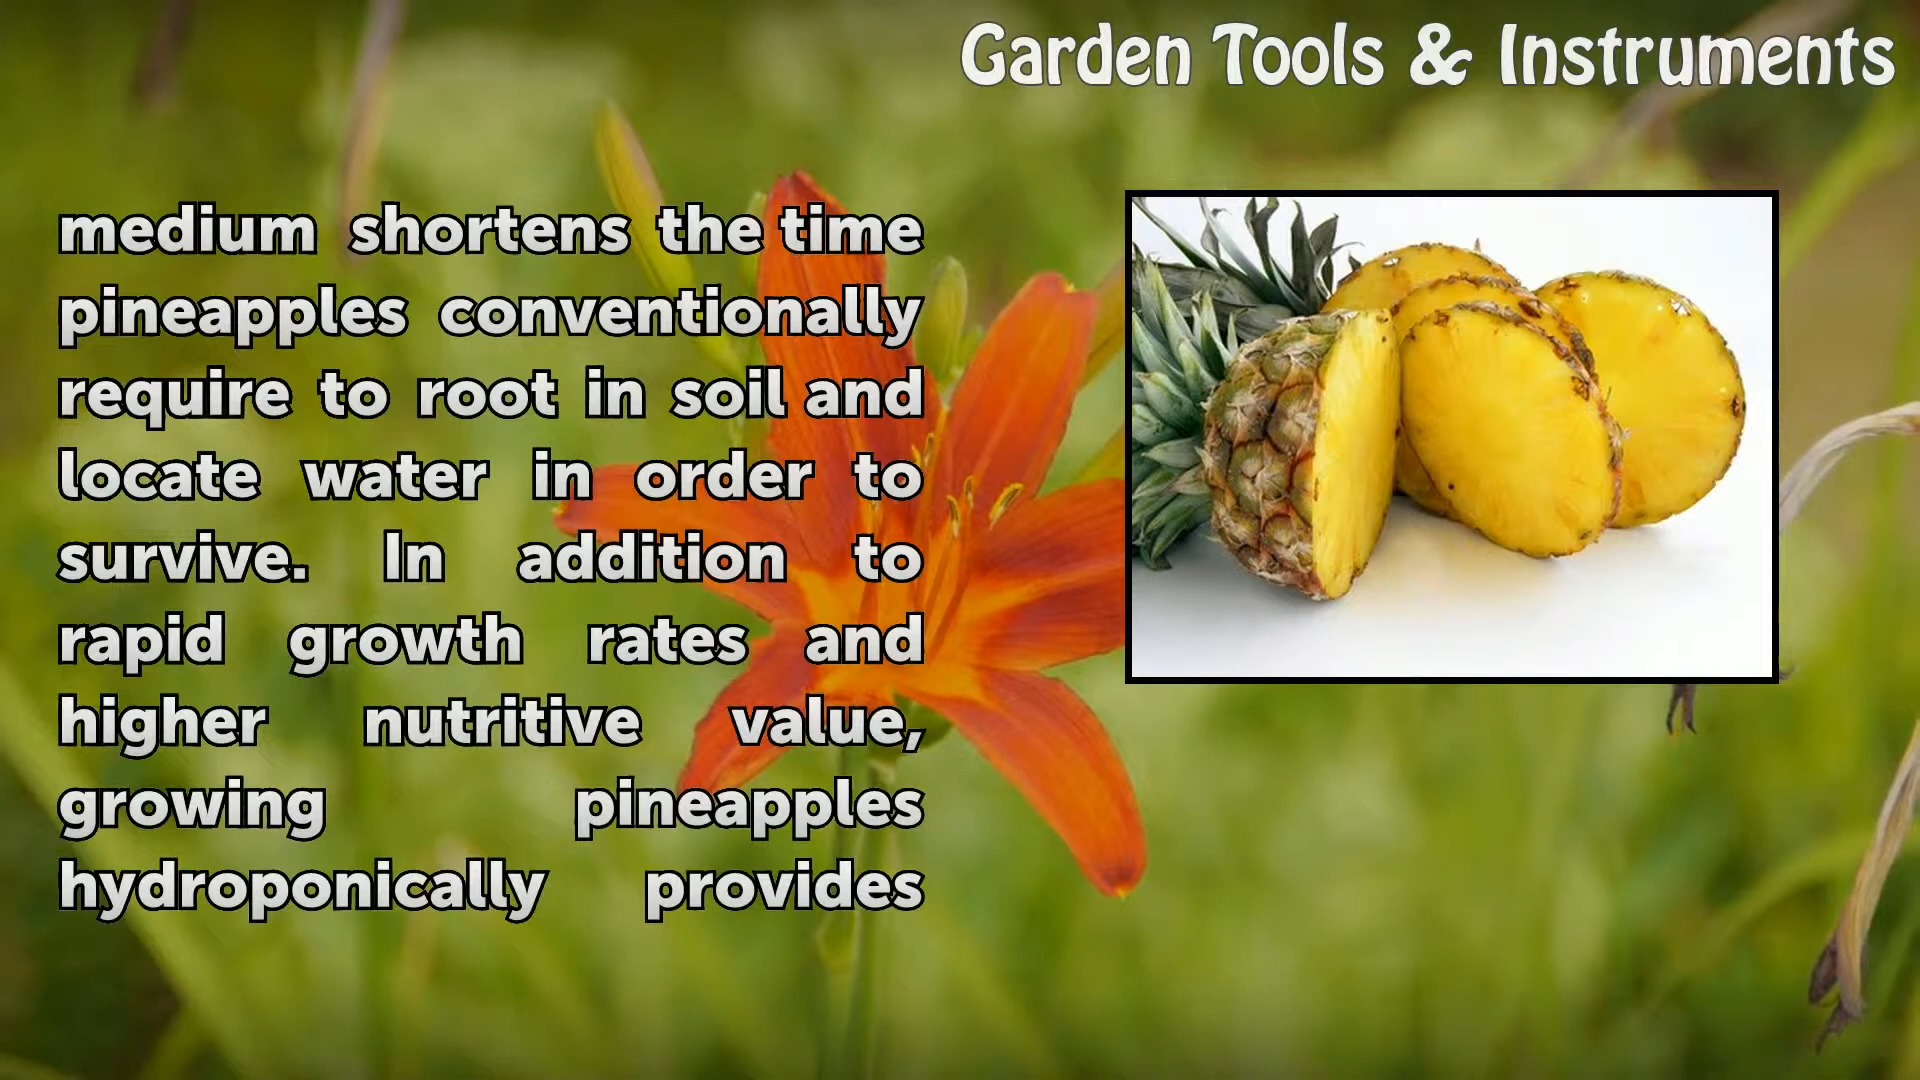 Garden Tools & Instruments
medium shortens the time
pineapples conventionally
require to root in soil and
locate water in order to
survive. In addition to
rapid growth rates and
higher nutritive value,
growing pineapples
hydroponically provides